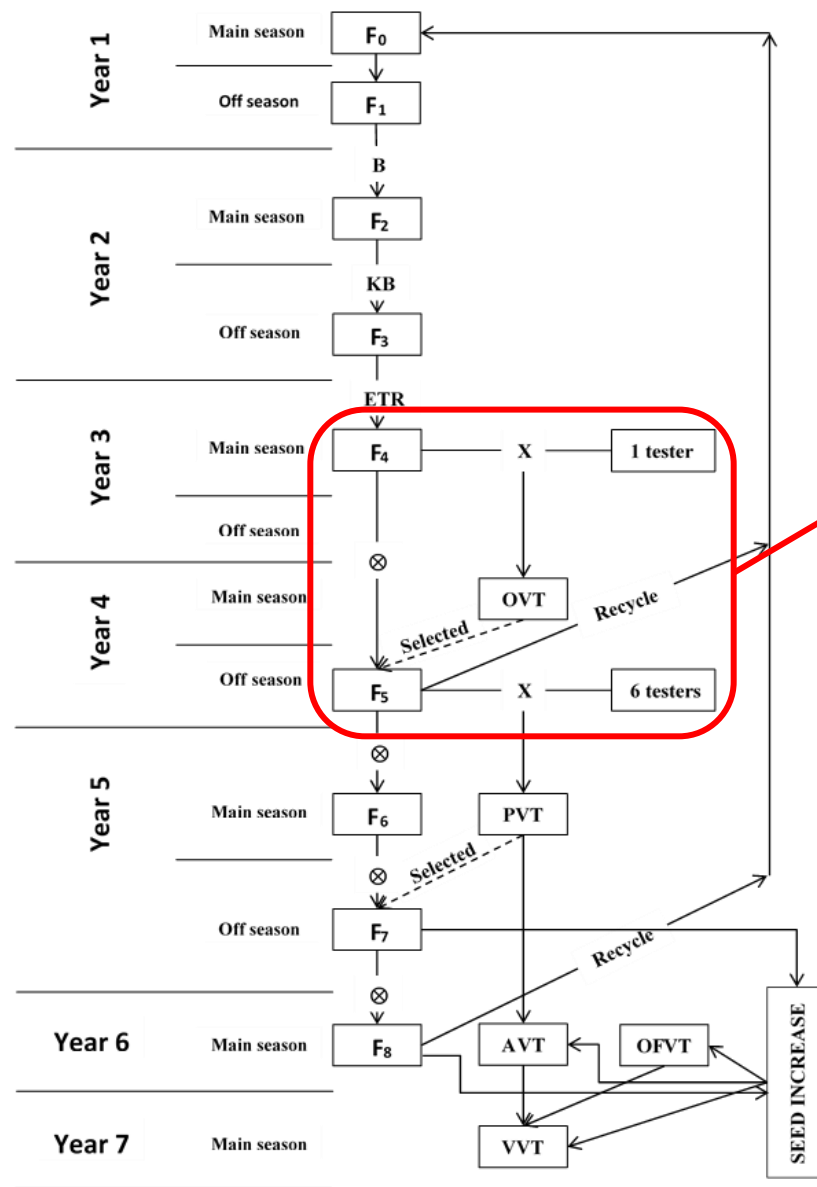 Year 1
Main season
F₀
Off season
F₁
B
Year 2
Main season
F₂
KB
Off season
F₃
ETR
Year 3
Main season
F₄
X
1 tester
Off season
⊗
Year 4
Main season
OVT
Selected
Recycle
Off season
F₅
X
6 testers
⊗
Year 5
Main season
F₆
PVT
⊗
Selected
Off season
F₇
Recycle
⊗
Year 6
Main season
F₈
AVT
OFVT
SEED INCREASE
Year 7
Main season
VVT